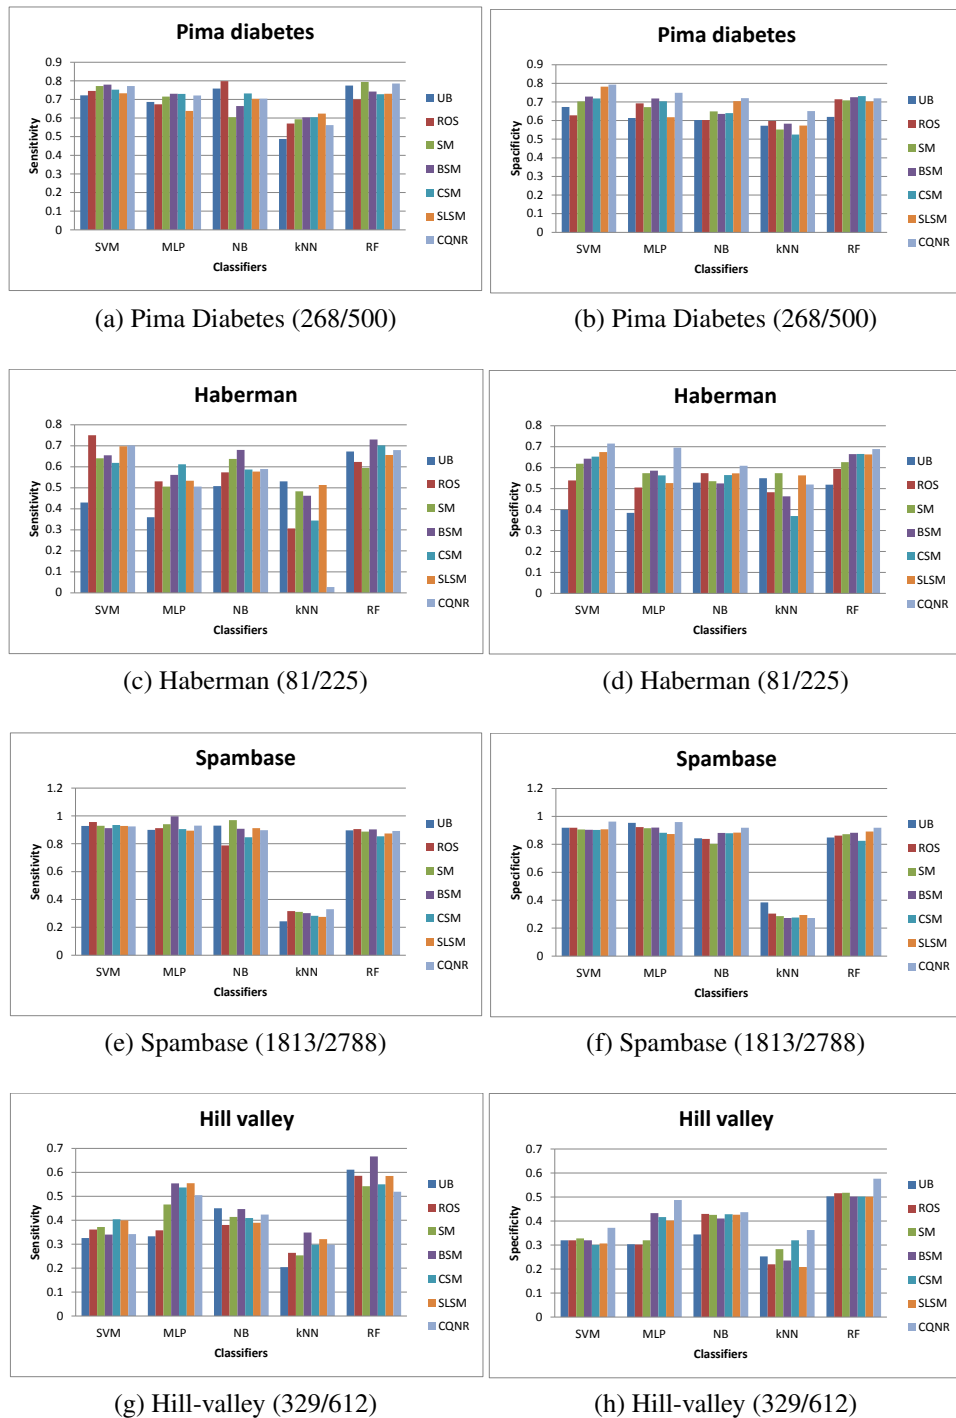 Pima diabetes
0.9
0.8
0.7
0.6
0.5
0.4
0.3
0.2
0.1
0
Sensitivity
SVM MLP NB kNN RF
Classifiers
UB
ROS
SM
BSM
CSM
SLSM
CQNR
(a) Pima Diabetes (268/500)
Pima diabetes
0.9
0.8
0.7
0.6
0.5
0.4
0.3
0.2
0.1
0
Spacificity
SVM MLP NB kNN RF
Classifiers
UB
ROS
SM
BSM
CSM
SLSM
CQNR
(b) Pima Diabetes (268/500)
Haberman
0.8
0.7
0.6
0.5
0.4
0.3
0.2
0.1
0
Sensitivity
SVM MLP NB kNN RF
Classifiers
UB
ROS
SM
BSM
CSM
SLSM
CQNR
(c) Haberman (81/225)
Haberman
0.8
0.7
0.6
0.5
0.4
0.3
0.2
0.1
0
Specificity
SVM MLP NB kNN RF
Classifiers
UB
ROS
SM
BSM
CSM
SLSM
CQNR
(d) Haberman (81/225)
Spambase
1.2
1
0.8
0.6
0.4
0.2
0
Sensitivity
SVM MLP NB kNN RF
Classifiers
UB
ROS
SM
BSM
CSM
SLSM
CQNR
(e) Spambase (1813/2788)
Spambase
1.2
1
0.8
0.6
0.4
0.2
0
Specificity
SVM MLP NB kNN RF
Classifiers
UB
ROS
SM
BSM
CSM
SLSM
CQNR
(f) Spambase (1813/2788)
Hill valley
0.7
0.6
0.5
0.4
0.3
0.2
0.1
0
Sensitivity
SVM MLP NB kNN RF
Classifiers
UB
ROS
SM
BSM
CSM
SLSM
CQNR
(g) Hill-valley (329/612)
Hill valley
0.7
0.6
0.5
0.4
0.3
0.2
0.1
0
Specificity
SVM MLP NB kNN RF
Classifiers
UB
ROS
SM
BSM
CSM
SLSM
CQNR
(h) Hill-valley (329/612)